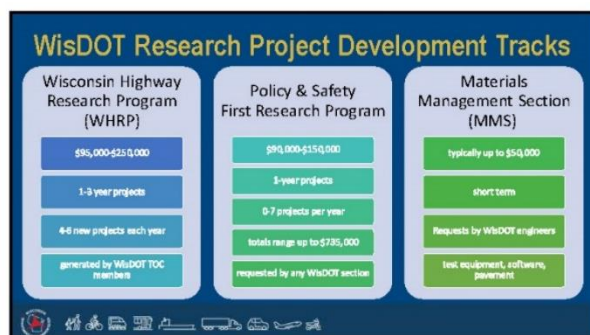 WisDOT Research Project Development Tracks
Wisconsin Highway
Research Program
(WHRP)
$95,000-$250,000
1-3 year projects
4-6 new projects each year
generated by WisDOT TOC
members
Policy & Safety
First Research Program
$90,000-$150,000
1-year projects
0-7 projects per year
totals range up to $735,000
requested by any WisDOT section
Materials
Management Section
(MMS)
typically up to $50,000
short term
Requests by WisDOT engineers
test equipment, software,
pavement